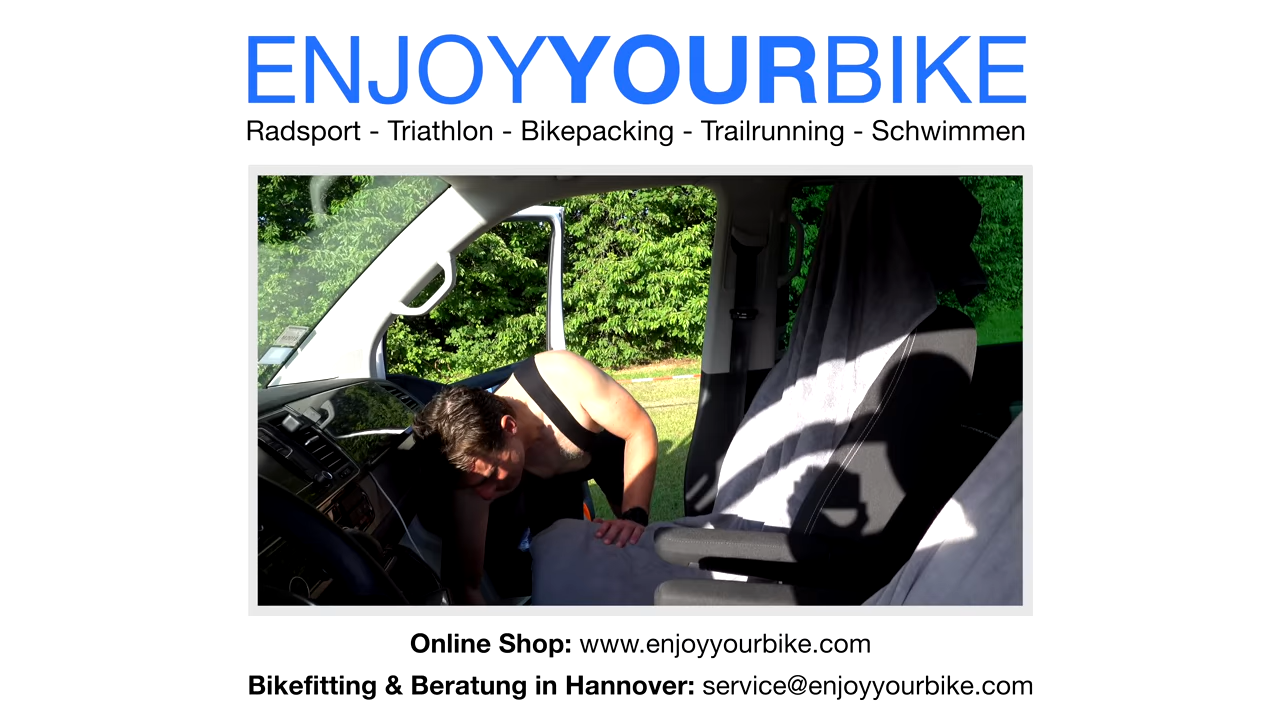 ENJOYYOURBIKE
Radsport - Triathlon - Bikepacking - Trailrunning - Schwimmen
Online Shop: www.enjoyyourbike.com
Bikefitting & Beratung in Hannover: service@enjoyyourbike.com